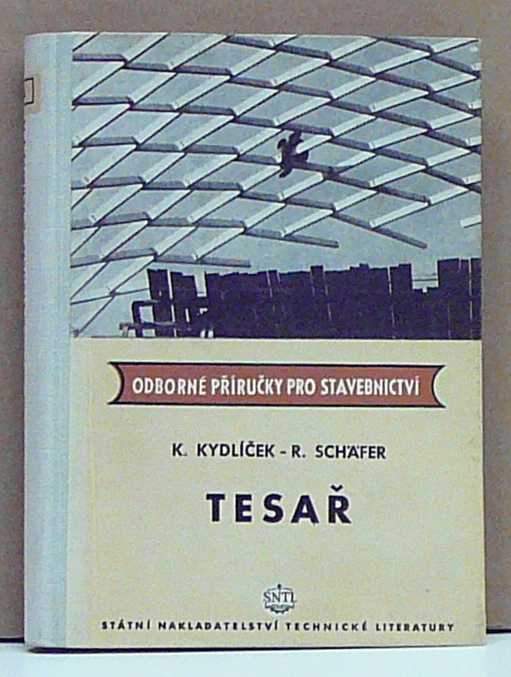 ODBORNÉ PŘÍRUČKY PRO STAVEBNICTVÍ
K. KYDLÍČEK - R. SCHÄFER
TESAŘ
SNTL
STÁTNÍ NAKLADATELSTVÍ TECHNICKÉ LITERATURY